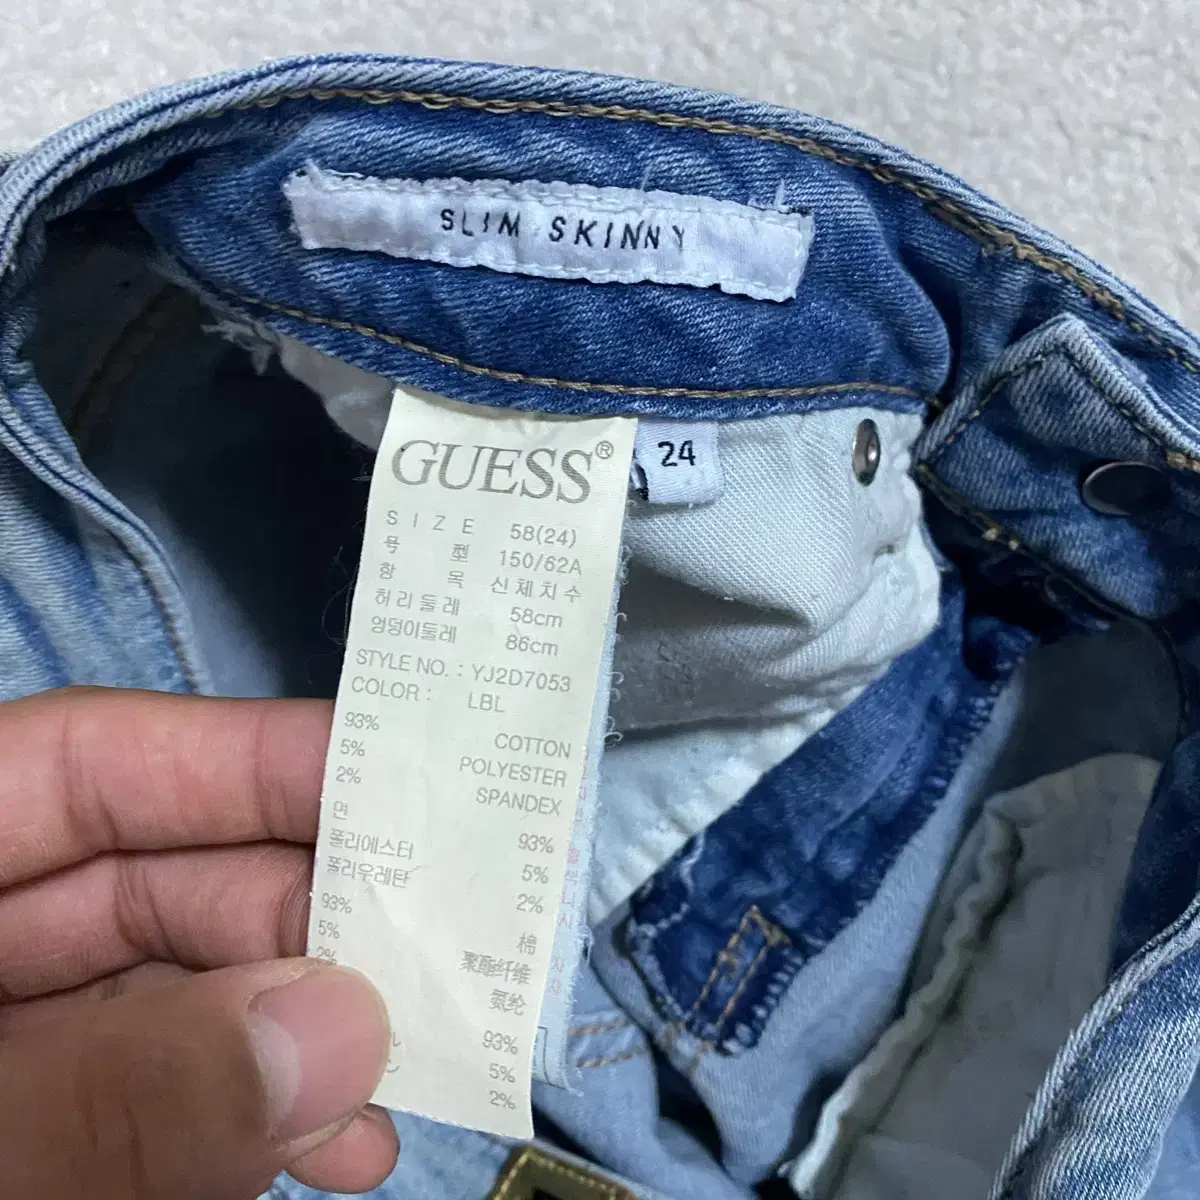 SLIM SKINNY
24
GUESS®
SIZE 58(24)
号型 150/62A
항목 신체치수
허리둘레 58cm
엉덩이둘레 86cm
STYLE NO. : YJ2D7053
COLOR : LBL
93% COTTON
5% POLYESTER
2% SPANDEX
면 93%
폴리에스터 5%
폴리우레탄 2%
93% 棉
5% 聚酯纤维
2% 氨纶
93%
5%
2%